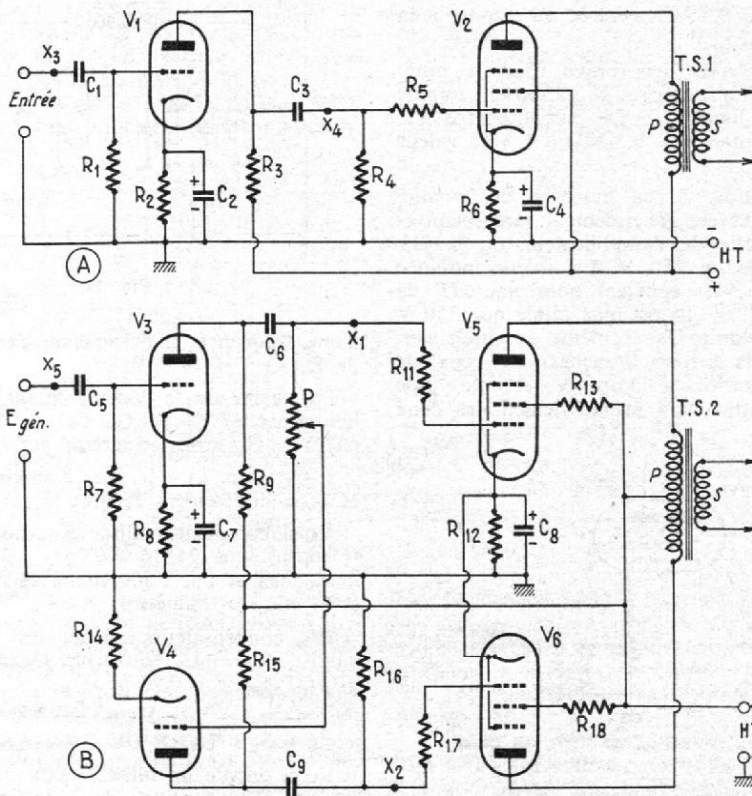 V1
V2
T.S.1
X3
C1
Entrée
R1
R2
C2
R3
C3
X4
R4
R5
R6
C4
P
S
+
-
+
-
-
HT
+
A
V3
C6
X1
V5
X5
C5
E gén.
R7
R8
+
C7
R9
P
R11
R13
T.S.2
P
S
R12
+
C8
R14
V4
R15
R16
V6
R17
R18
H
B
C9
X2